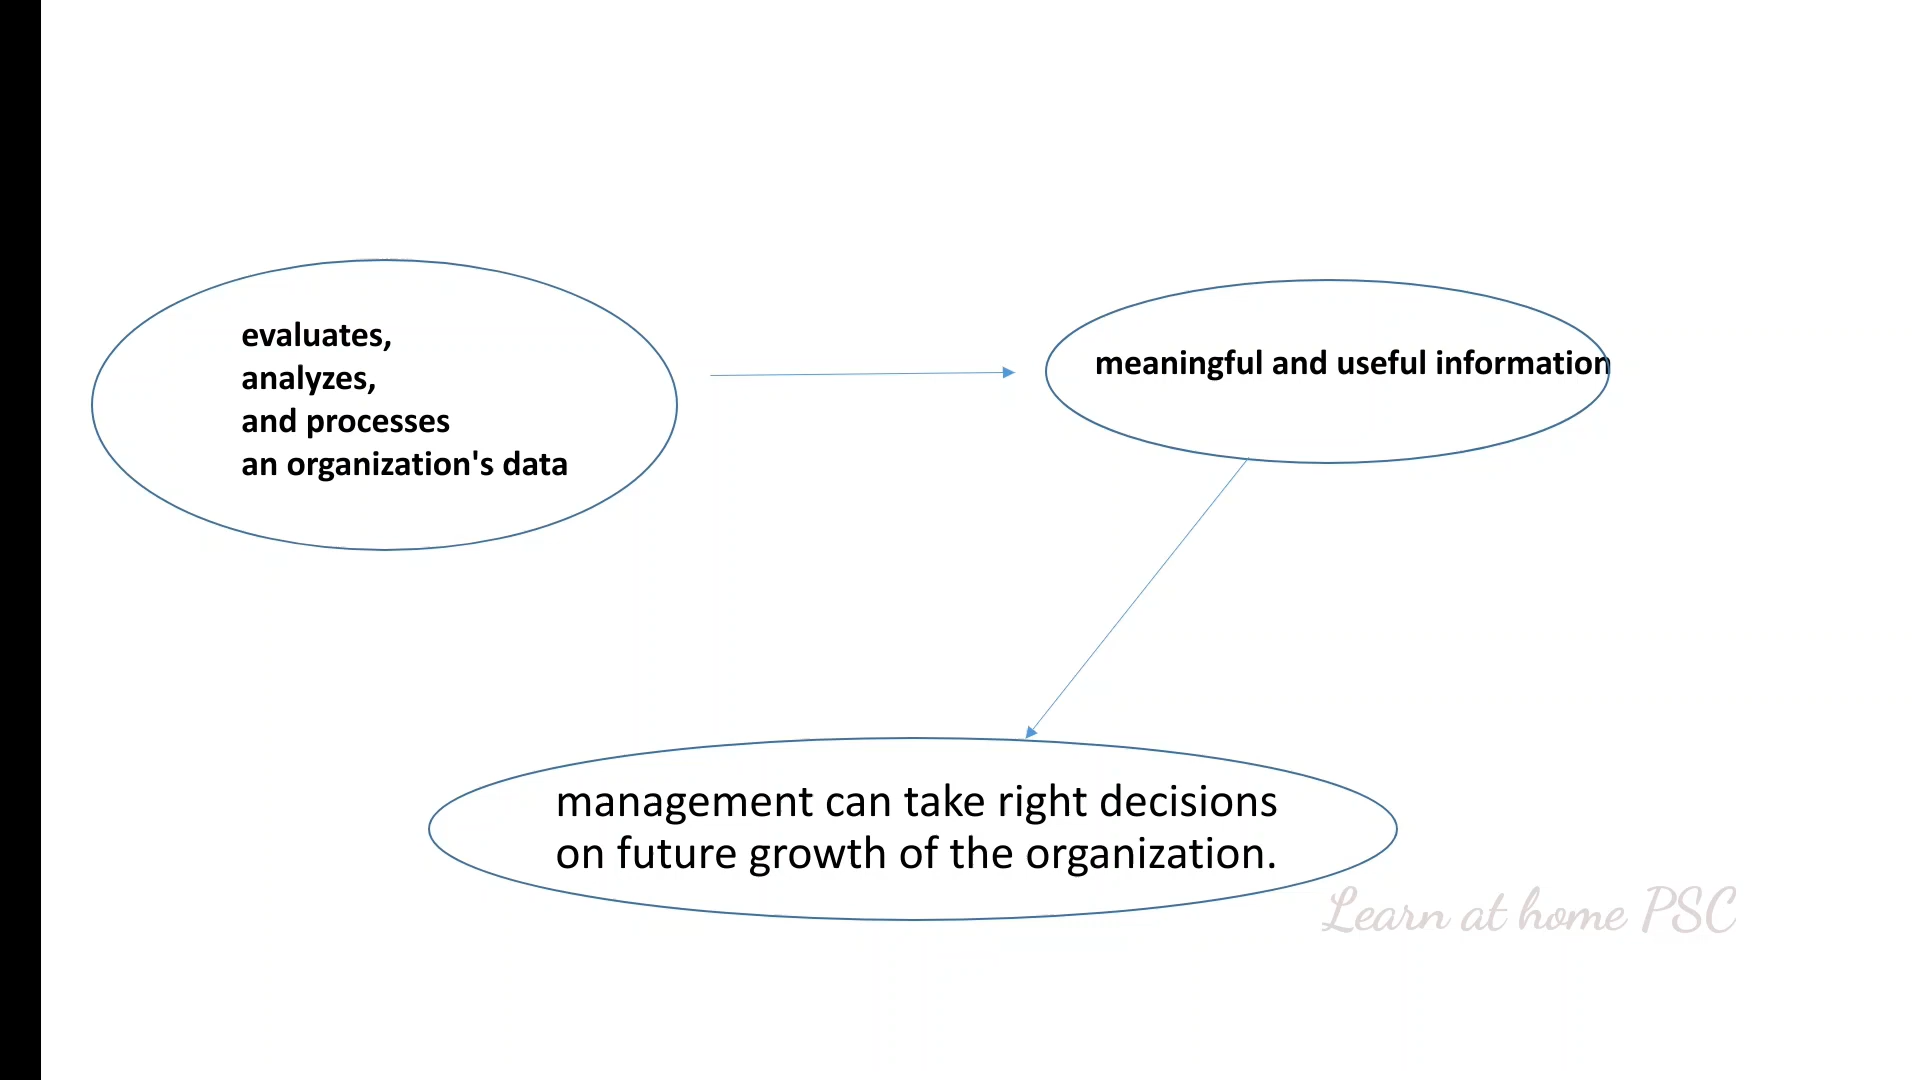 evaluates,
analyzes,
and processes
an organization's data
meaningful and useful information
management can take right decisions
on future growth of the organization.
Learn at home PSC